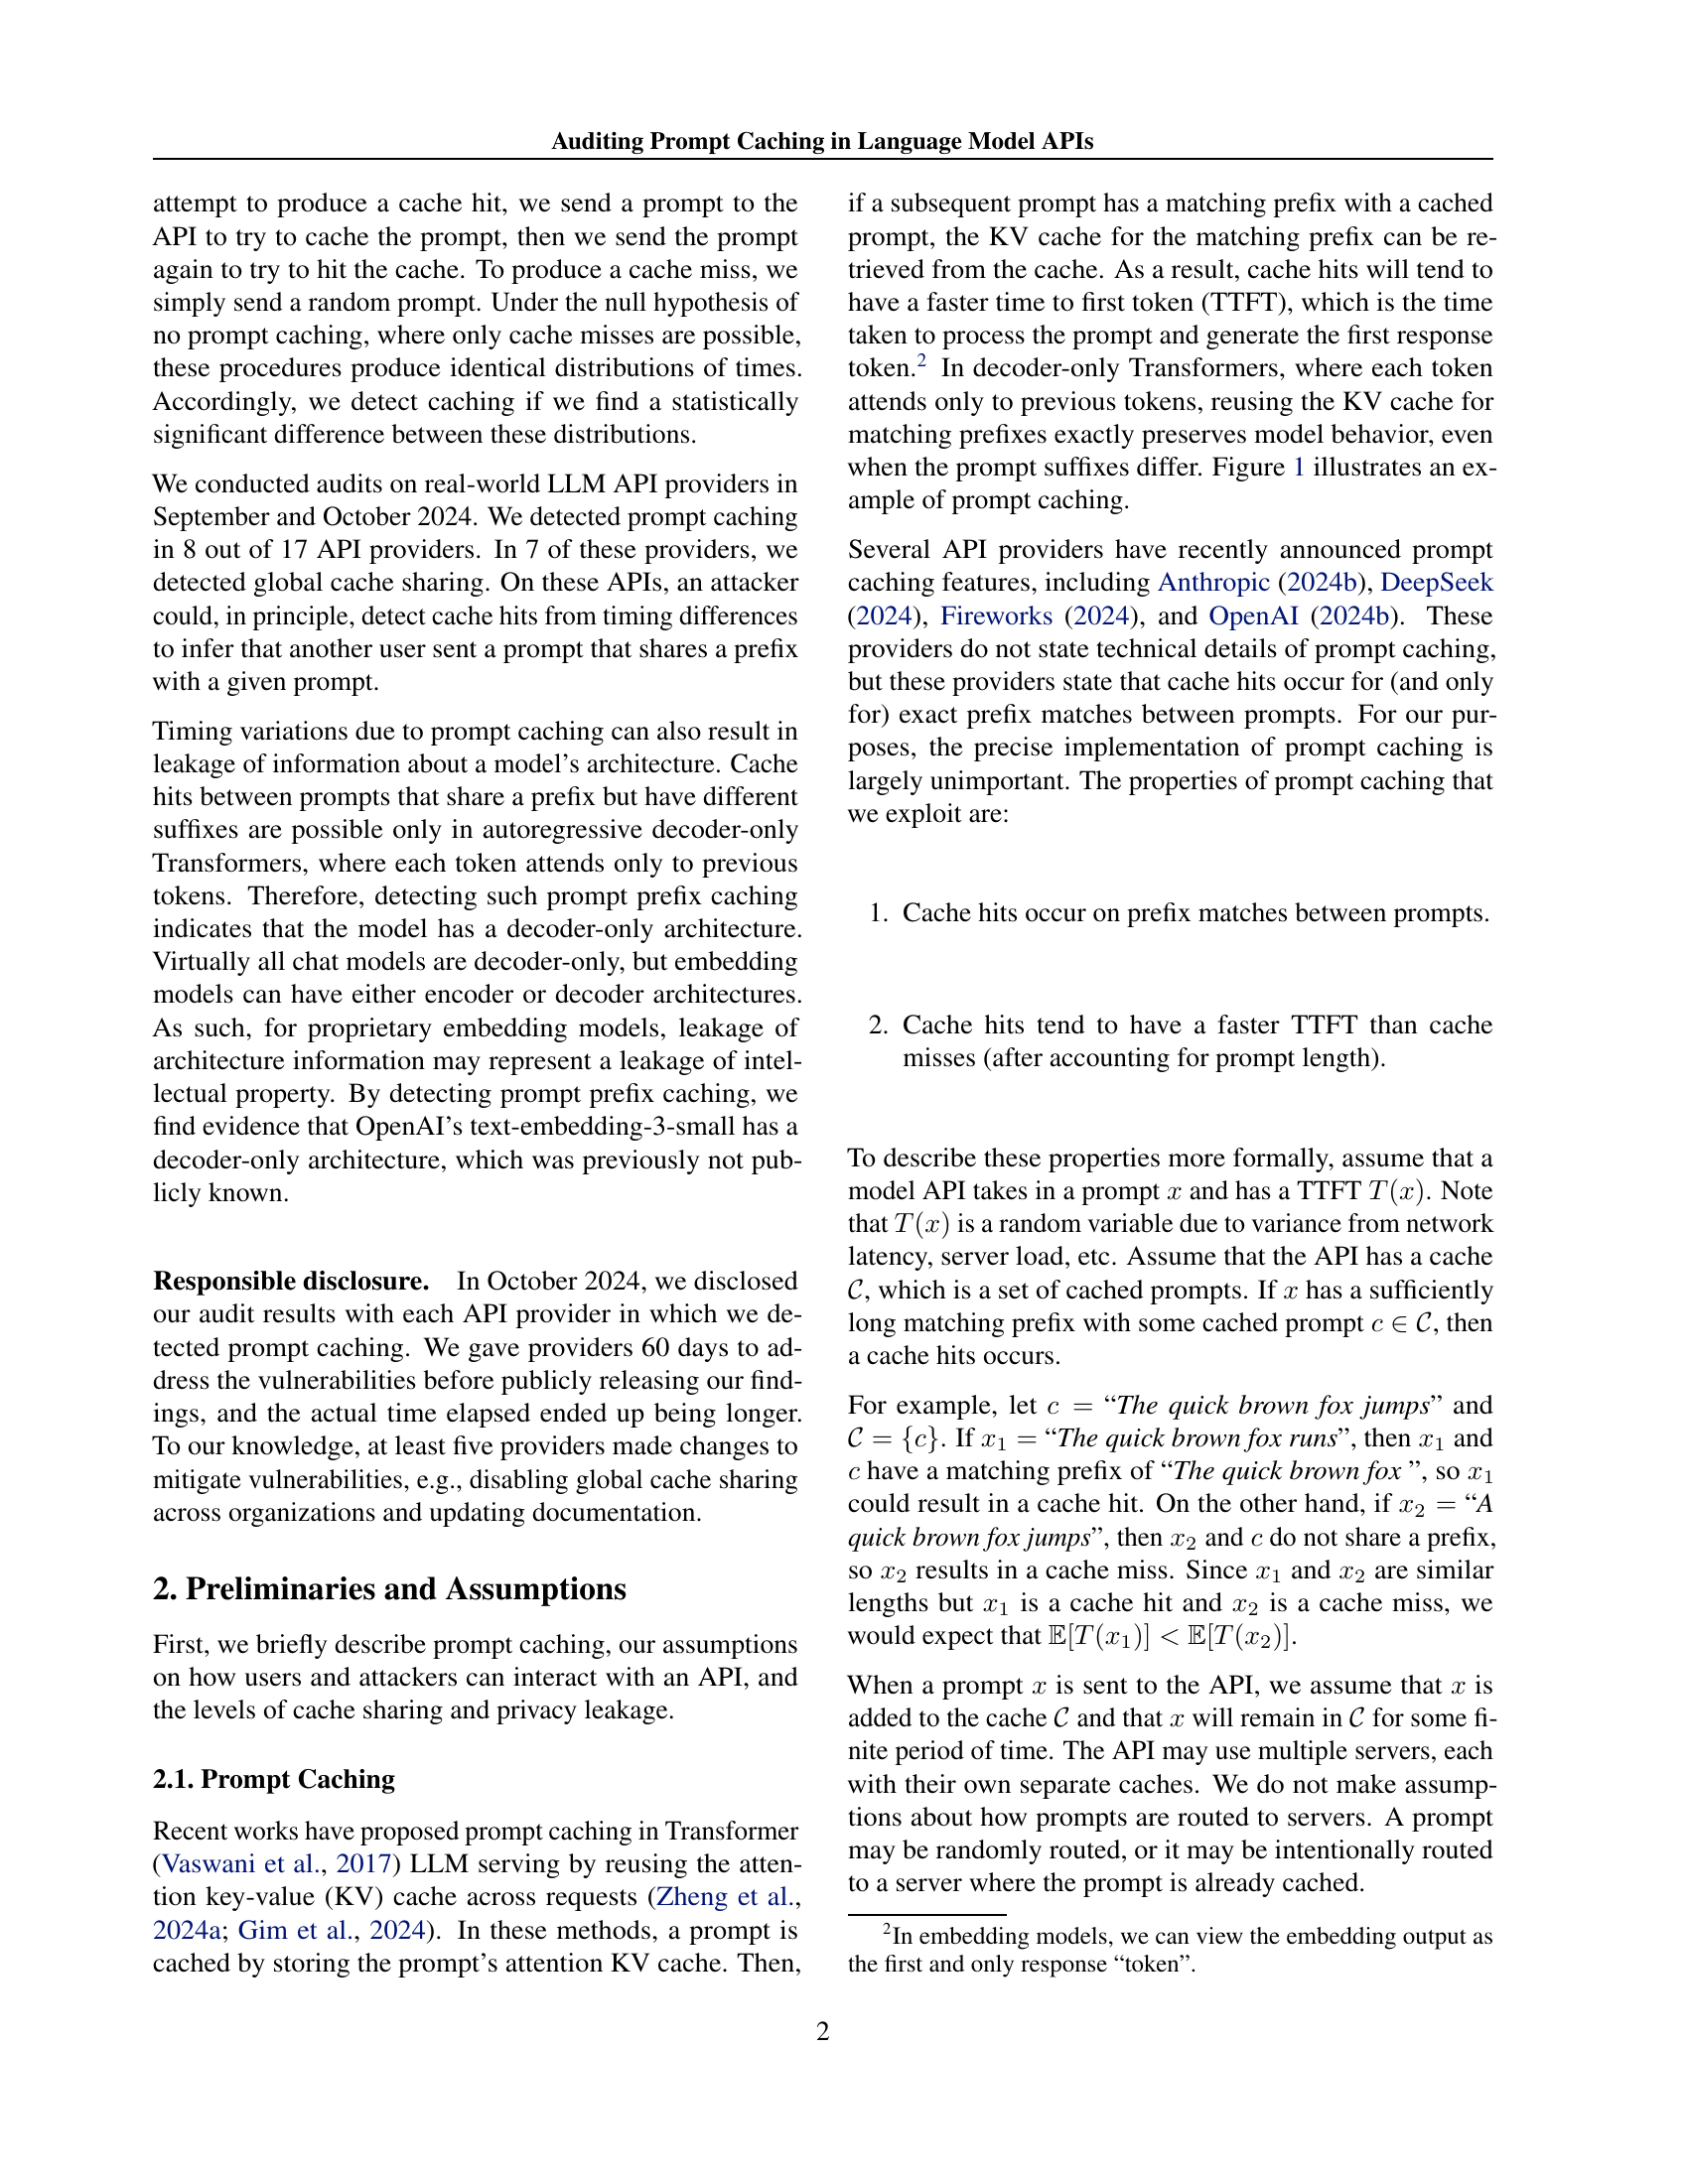 Auditing Prompt Caching in Language Model APIs
attempt to produce a cache hit, we send a prompt to the
API to try to cache the prompt, then we send the prompt
again to try to hit the cache. To produce a cache miss, we
simply send a random prompt. Under the null hypothesis of
no prompt caching, where only cache misses are possible,
these procedures produce identical distributions of times.
Accordingly, we detect caching if we find a statistically
significant difference between these distributions.
We conducted audits on real-world LLM API providers in
September and October 2024. We detected prompt caching
in 8 out of 17 API providers. In 7 of these providers, we
detected global cache sharing. On these APIs, an attacker
could, in principle, detect cache hits from timing differences
to infer that another user sent a prompt that shares a prefix
with a given prompt.
Timing variations due to prompt caching can also result in
leakage of information about a model's architecture. Cache
hits between prompts that share a prefix but have different
suffixes are possible only in autoregressive decoder-only
Transformers, where each token attends only to previous
tokens. Therefore, detecting such prompt prefix caching
indicates that the model has a decoder-only architecture.
Virtually all chat models are decoder-only, but embedding
models can have either encoder or decoder architectures.
As such, for proprietary embedding models, leakage of
architecture information may represent a leakage of intel-
lectual property. By detecting prompt prefix caching, we
find evidence that OpenAI's text-embedding-3-small has a
decoder-only architecture, which was previously not pub-
licly known.
Responsible disclosure. In October 2024, we disclosed
our audit results with each API provider in which we de-
tected prompt caching. We gave providers 60 days to ad-
dress the vulnerabilities before publicly releasing our find-
ings, and the actual time elapsed ended up being longer.
To our knowledge, at least five providers made changes to
mitigate vulnerabilities, e.g., disabling global cache sharing
across organizations and updating documentation.
2. Preliminaries and Assumptions
First, we briefly describe prompt caching, our assumptions
on how users and attackers can interact with an API, and
the levels of cache sharing and privacy leakage.
2.1. Prompt Caching
Recent works have proposed prompt caching in Transformer
(Vaswani et al., 2017) LLM serving by reusing the atten-
tion key-value (KV) cache across requests (Zheng et al.,
2024a; Gim et al., 2024). In these methods, a prompt is
cached by storing the prompt's attention KV cache. Then,
if a subsequent prompt has a matching prefix with a cached
prompt, the KV cache for the matching prefix can be re-
trieved from the cache. As a result, cache hits will tend to
have a faster time to first token (TTFT), which is the time
taken to process the prompt and generate the first response
token.² In decoder-only Transformers, where each token
attends only to previous tokens, reusing the KV cache for
matching prefixes exactly preserves model behavior, even
when the prompt suffixes differ. Figure 1 illustrates an ex-
ample of prompt caching.
Several API providers have recently announced prompt
caching features, including Anthropic (2024b), DeepSeek
(2024), Fireworks (2024), and OpenAI (2024b). These
providers do not state technical details of prompt caching,
but these providers state that cache hits occur for (and only
for) exact prefix matches between prompts. For our pur-
poses, the precise implementation of prompt caching is
largely unimportant. The properties of prompt caching that
we exploit are:
1. Cache hits occur on prefix matches between prompts.
2. Cache hits tend to have a faster TTFT than cache
misses (after accounting for prompt length).
To describe these properties more formally, assume that a
model API takes in a prompt x and has a TTFT T(x). Note
that T(x) is a random variable due to variance from network
latency, server load, etc. Assume that the API has a cache
𝒞, which is a set of cached prompts. If x has a sufficiently
long matching prefix with some cached prompt c ∈ 𝒞, then
a cache hits occurs.
For example, let c = “The quick brown fox jumps” and
𝒞 = {c}. If x₁ = “The quick brown fox runs”, then x₁ and
c have a matching prefix of “The quick brown fox ”, so x₁
could result in a cache hit. On the other hand, if x₂ = “A
quick brown fox jumps”, then x₂ and c do not share a prefix,
so x₂ results in a cache miss. Since x₁ and x₂ are similar
lengths but x₁ is a cache hit and x₂ is a cache miss, we
would expect that 𝔼[T(x₁)] < 𝔼[T(x₂)].
When a prompt x is sent to the API, we assume that x is
added to the cache 𝒞 and that x will remain in 𝒞 for some fi-
nite period of time. The API may use multiple servers, each
with their own separate caches. We do not make assump-
tions about how prompts are routed to servers. A prompt
may be randomly routed, or it may be intentionally routed
to a server where the prompt is already cached.
²In embedding models, we can view the embedding output as
the first and only response “token”.
2